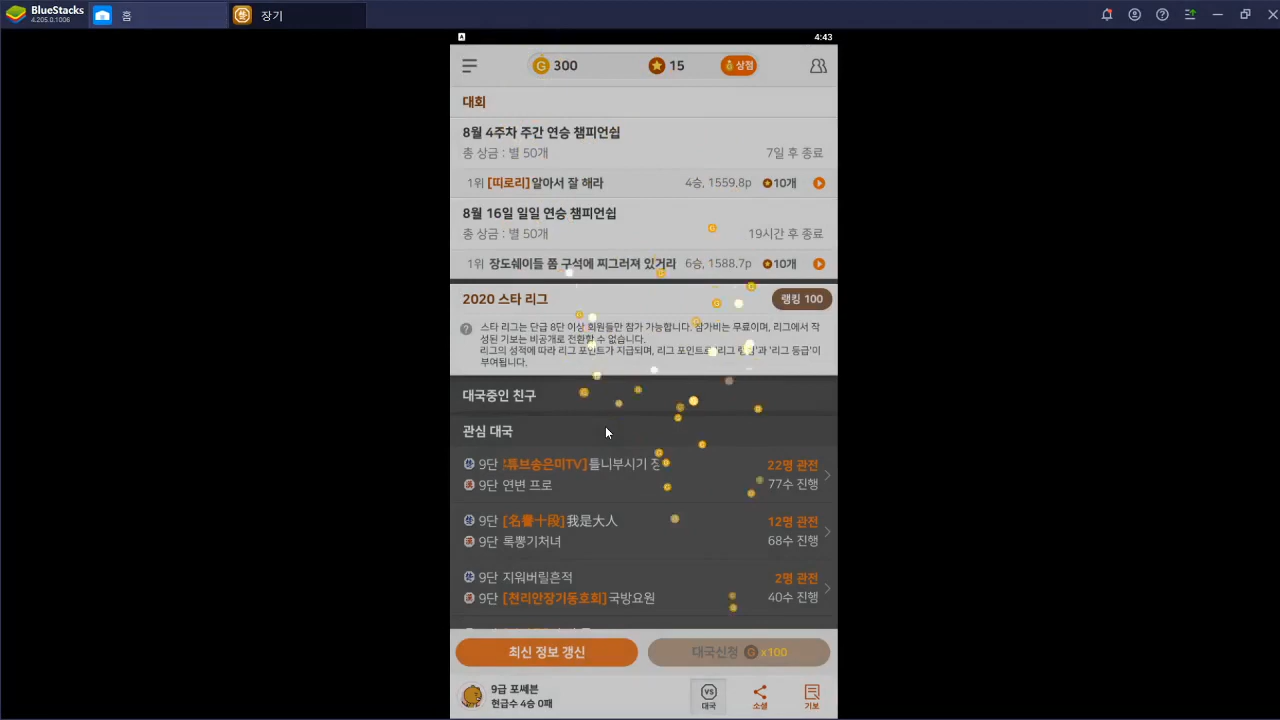 BlueStacks
4.205.0.1006
홈
장기
A
4:43
G 300
15
상점
대회
8월 4주차 주간 연승 챔피언쉽
총 상금 : 별 50개
7일 후 종료
1위 [띠로리]알아서 잘 해라
4승, 1559.8p
10개
8월 16일 일일 연승 챔피언쉽
총 상금 : 별 50개
19시간 후 종료
1위 장도쉐이들 쫌 구석에 찌그러져 있거라
6승, 1588.7p
10개
2020 스타 리그
랭킹 100
? 스타 리그는 단급 8단 이상 회원들만 참가 가능합니다. 참가비는 무료이며, 리그에서 작
성된 기보는 비공개로 전환할 수 없습니다.
리그의 성적에 따라 리그 포인트가 지급되며, 리그 포인트로 '리그 랭킹'과 '리그 등급'이
부여됩니다.
대국중인 친구
관심 대국
9단 튜브송은미TV]틀니부시기
22명 관전
9단 연변 프로
77수 진행
9단 [名譽十段]我是大人
12명 관전
9단 록뽕기처녀
68수 진행
9단 지워버릴흔적
2명 관전
9단 [천리안장기동호회]국방요원
40수 진행
최신 정보 갱신
대국신청 G x100
9급 포쎄븐
현급수 4승 0패
VS
대국
소셜
기보